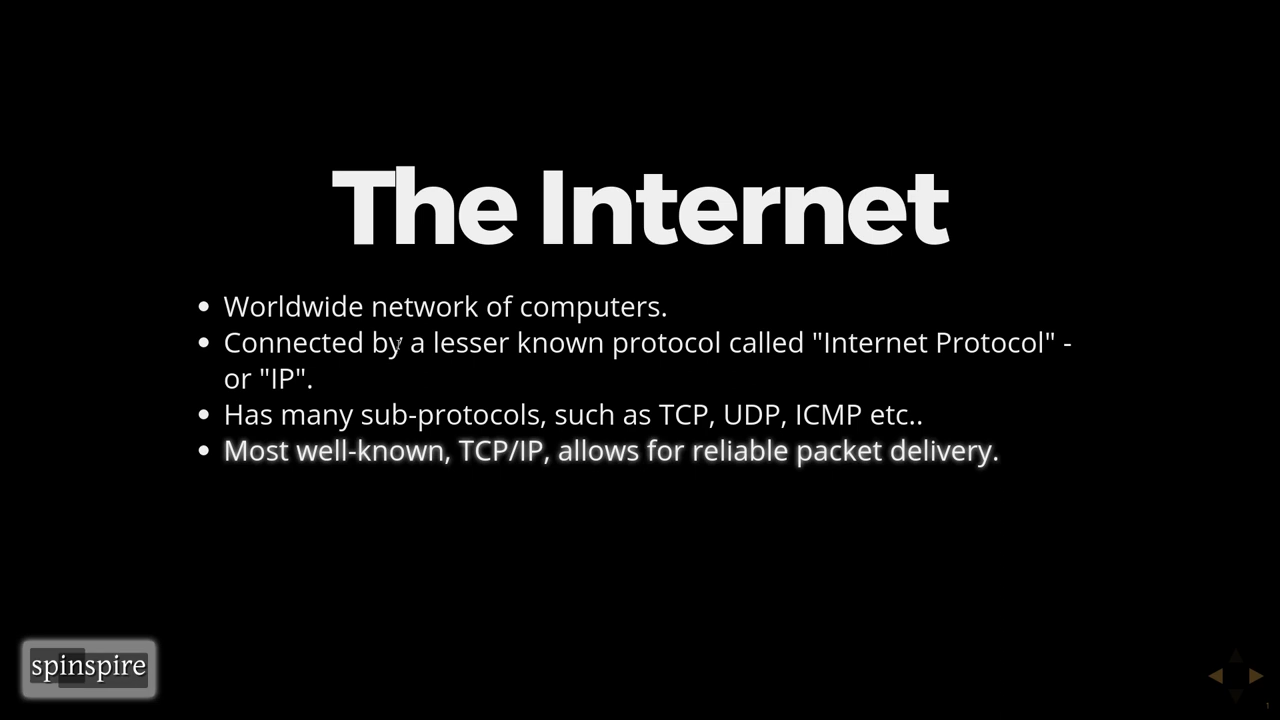 The Internet
Worldwide network of computers.
Connected by a lesser known protocol called "Internet Protocol" -
or "IP".
Has many sub-protocols, such as TCP, UDP, ICMP etc..
Most well-known, TCP/IP, allows for reliable packet delivery.
spinspire
1